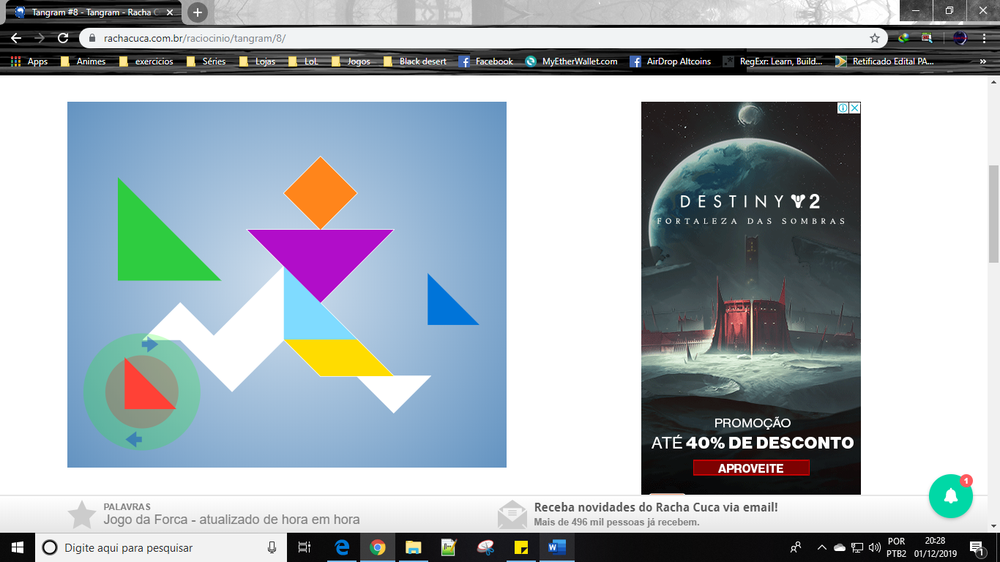 Tangram #8 - Tangram - Racha C
rachacuca.com.br/raciocinio/tangram/8/
Apps Animes exercicios Séries Lojas LoL Jogos Black desert Facebook MyEtherWallet.com AirDrop Altcoins RegExr: Learn, Build... Retificado Edital PA... »
DESTINY 2
FORTALEZA DAS SOMBRAS
PROMOÇÃO
ATÉ 40% DE DESCONTO
APROVEITE
1
PALAVRAS
Jogo da Forca - atualizado de hora em hora
Receba novidades do Racha Cuca via email!
Mais de 496 mil pessoas já recebem.
Digite aqui para pesquisar
POR
PTB2
20:28
01/12/2019
1